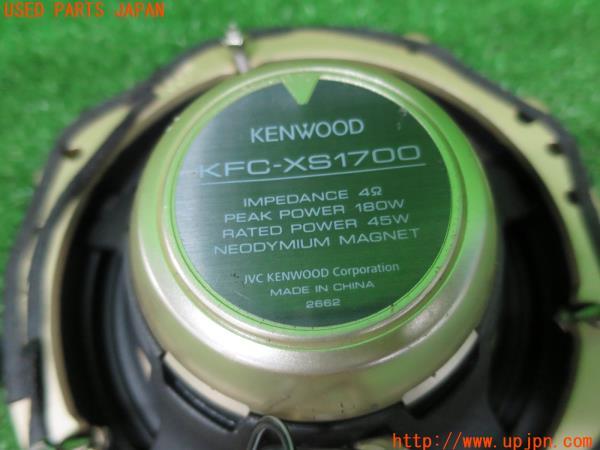 USED PARTS JAPAN
KENWOOD
KFC-XS1700
IMPEDANCE 4Ω
PEAK POWER 180W
RATED POWER 45W
NEODYMIUM MAGNET
JVC KENWOOD Corporation
MADE IN CHINA
2662
http://www.upjpn.com